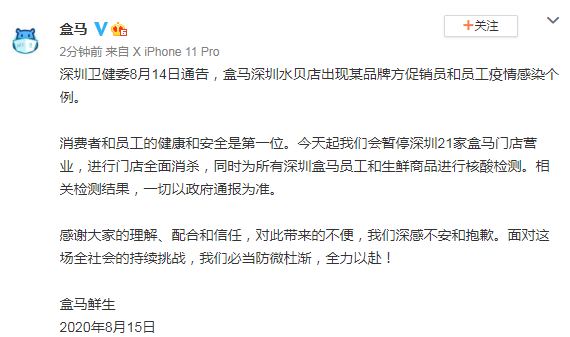 盒马
+关注
2分钟前 来自 X iPhone 11 Pro
深圳卫健委8月14日通告，盒马深圳水贝店出现某品牌方促销员和员工疫情感染个
例。
消费者和员工的健康和安全是第一位。今天起我们会暂停深圳21家盒马门店营
业，进行门店全面消杀，同时为所有深圳盒马员工和生鲜商品进行核酸检测。相
关检测结果，一切以政府通报为准。
感谢大家的理解、配合和信任，对此带来的不便，我们深感不安和抱歉。面对这
场全社会的持续挑战，我们必当防微杜渐，全力以赴！
盒马鲜生
2020年8月15日